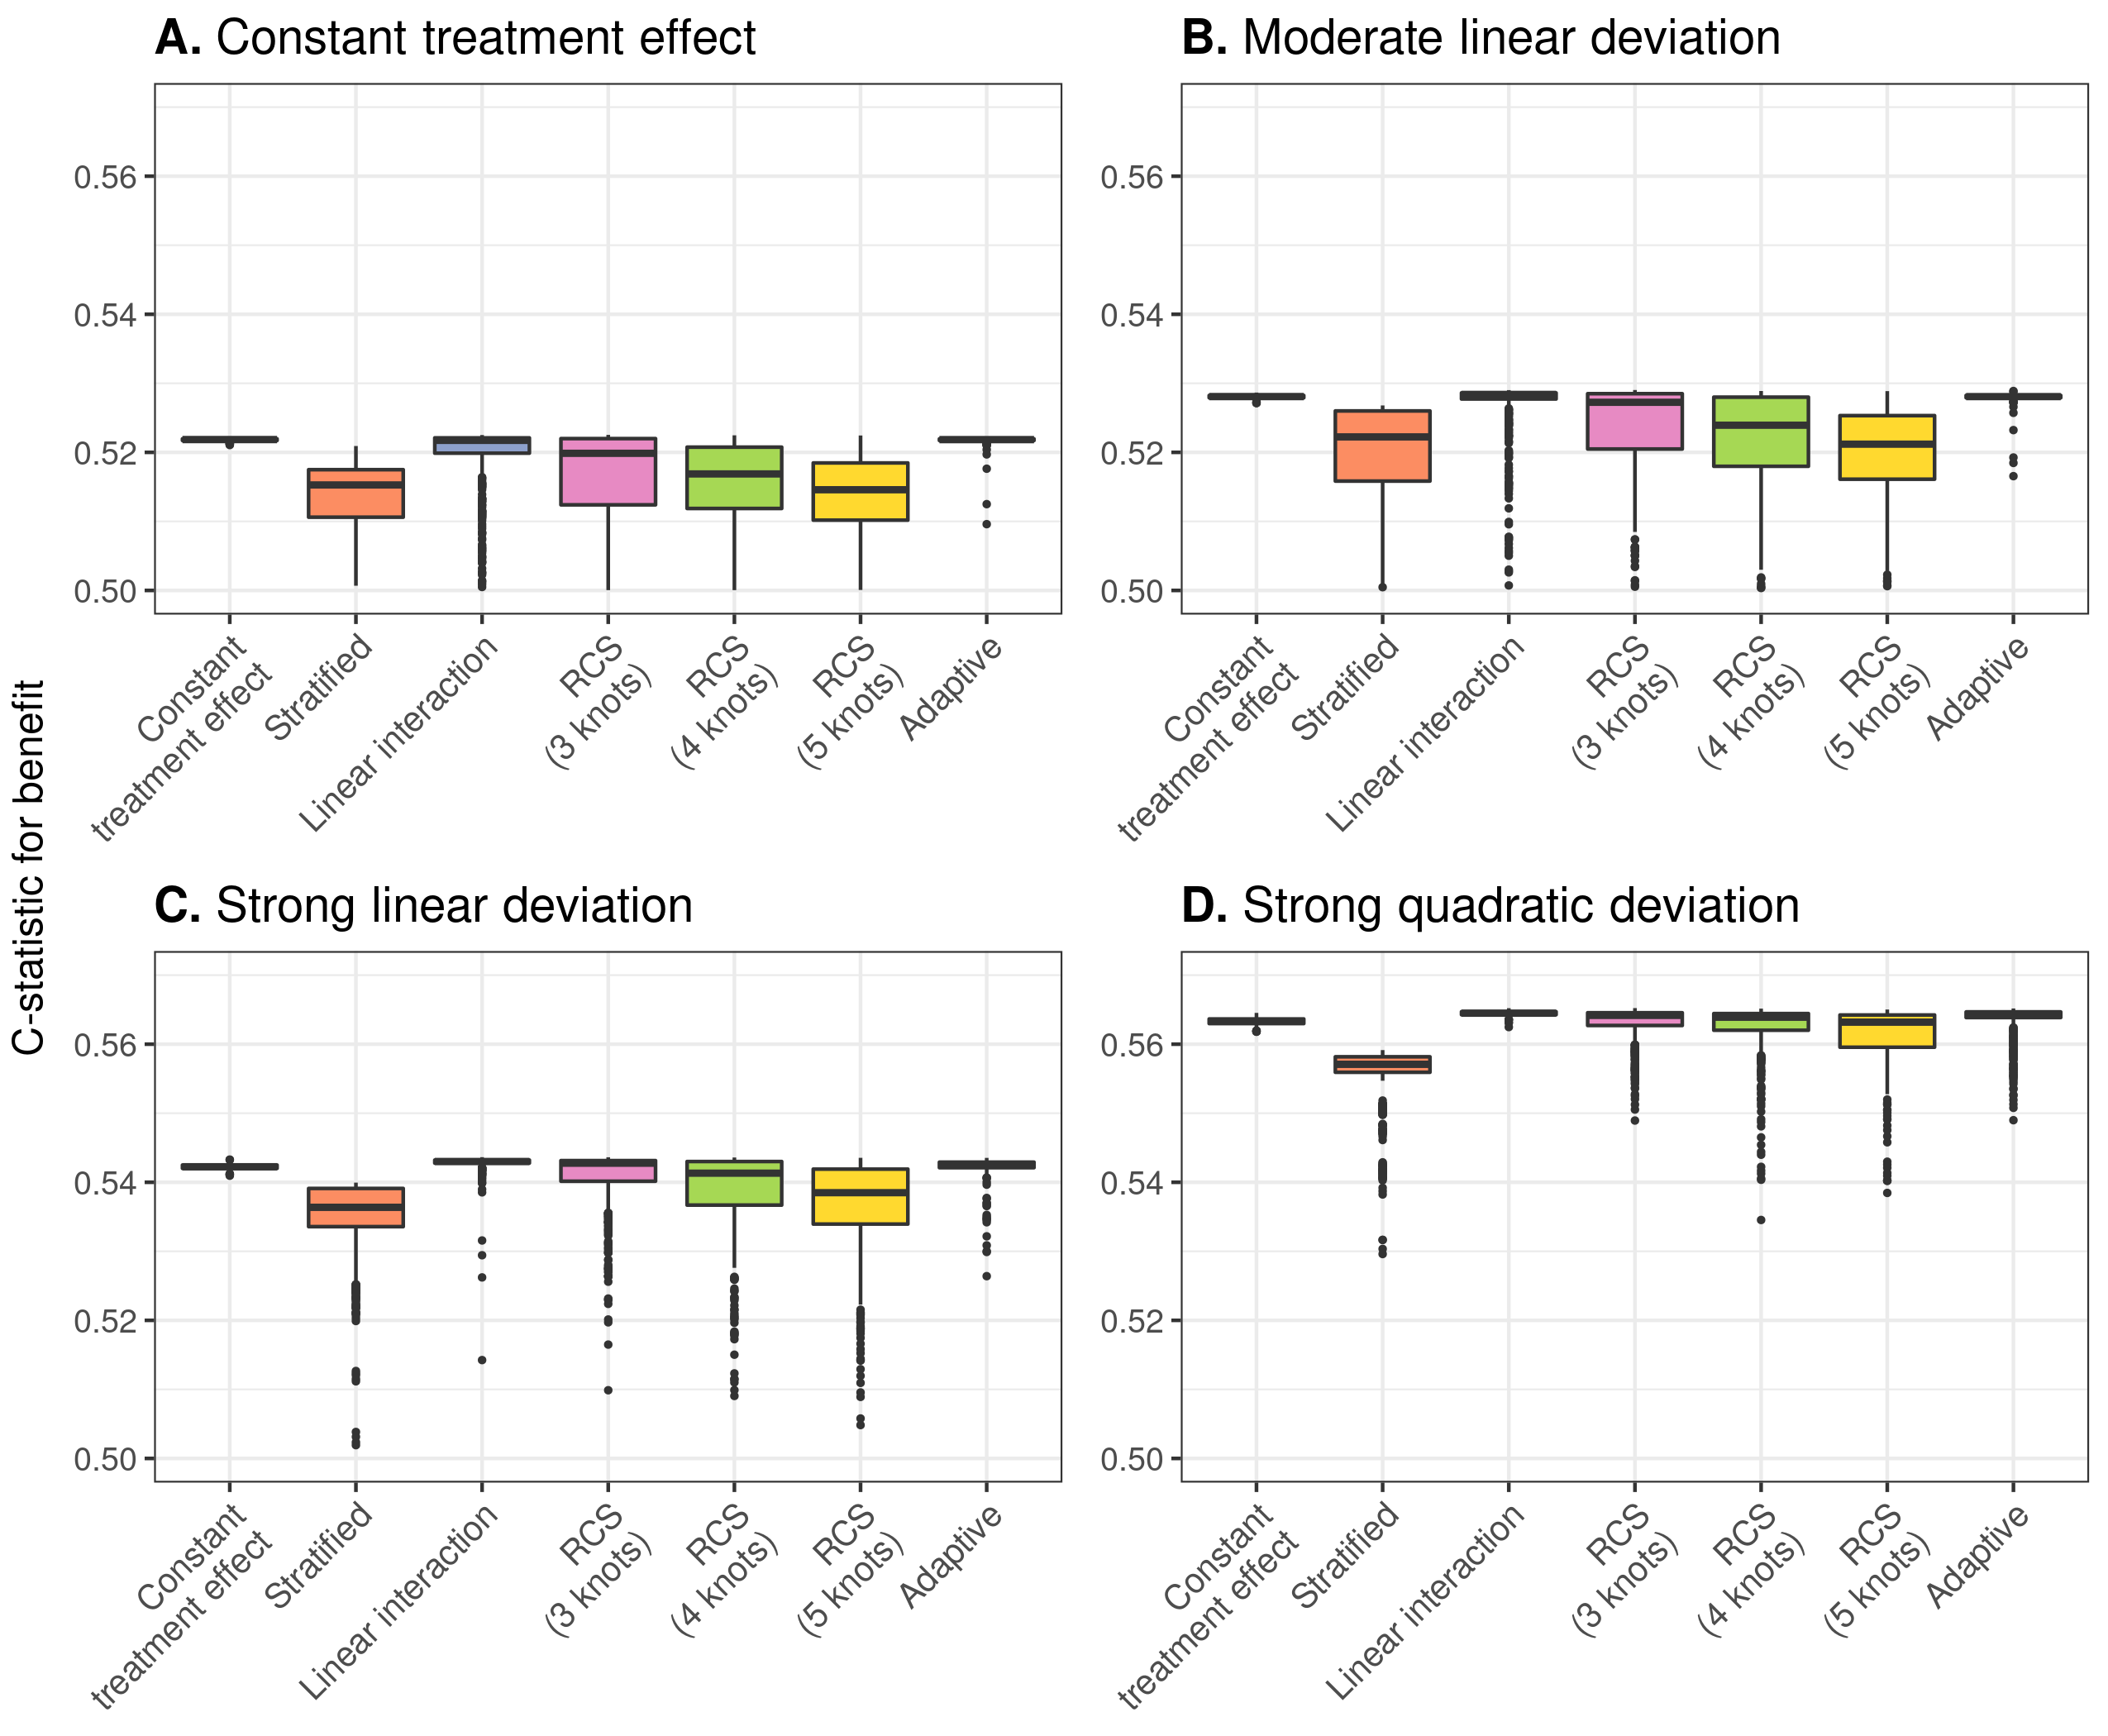 A. Constant treatment effect
B. Moderate linear deviation
0.56
0.54
0.52
0.50
0.56
0.54
0.52
0.50
Constant
treatment effect
Stratified
Linear interaction
RCS
(3 knots)
RCS
(4 knots)
RCS
(5 knots)
Adaptive
Constant
treatment effect
Stratified
Linear interaction
RCS
(3 knots)
RCS
(4 knots)
RCS
(5 knots)
Adaptive
C-statistic for benefit
C. Strong linear deviation
D. Strong quadratic deviation
0.56
0.54
0.52
0.50
0.56
0.54
0.52
0.50
Constant
treatment effect
Stratified
Linear interaction
RCS
(3 knots)
RCS
(4 knots)
RCS
(5 knots)
Adaptive
Constant
treatment effect
Stratified
Linear interaction
RCS
(3 knots)
RCS
(4 knots)
RCS
(5 knots)
Adaptive